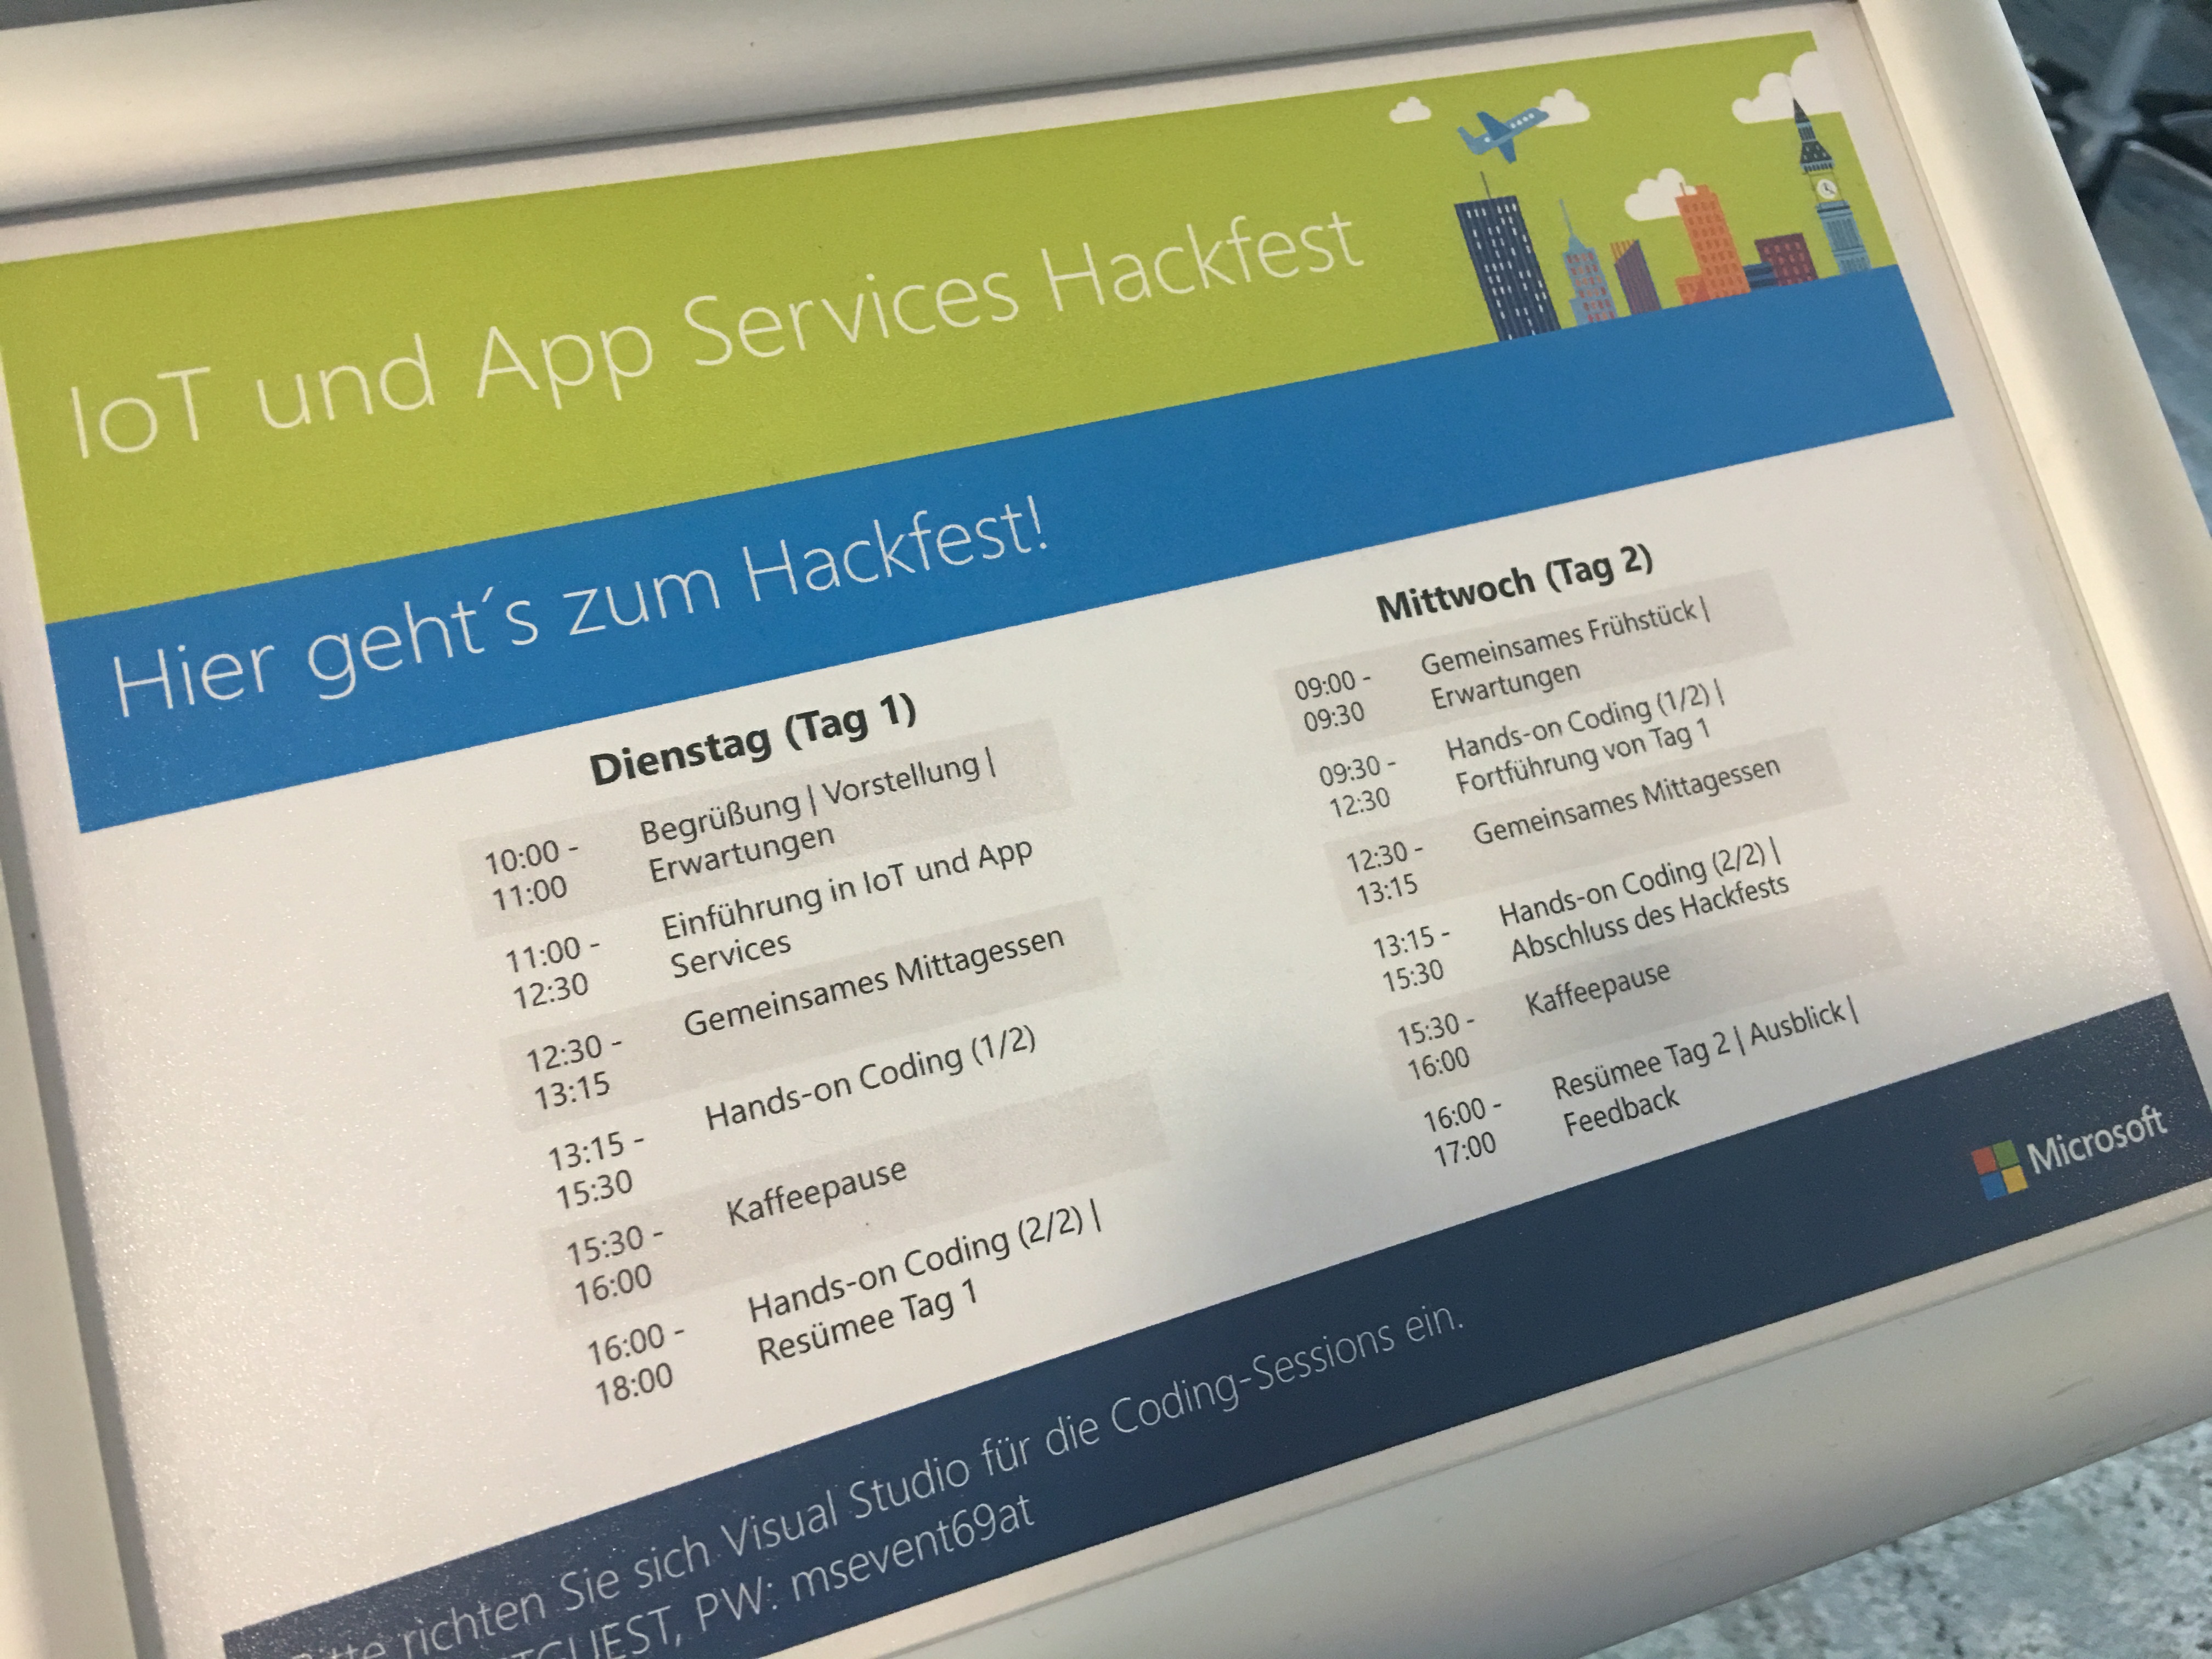 IoT und App Services Hackfest
Hier geht´s zum Hackfest!
Dienstag (Tag 1)
10:00 -
11:00
Begrüßung | Vorstellung |
Erwartungen
11:00 -
12:30
Einführung in IoT und App
Services
12:30 -
13:15
Gemeinsames Mittagessen
13:15 -
15:30
Hands-on Coding (1/2)
15:30 -
16:00
Kaffeepause
16:00 -
18:00
Hands-on Coding (2/2) |
Resümee Tag 1
Mittwoch (Tag 2)
09:00 -
09:30
Gemeinsames Frühstück |
Erwartungen
09:30 -
12:30
Hands-on Coding (1/2) |
Fortführung von Tag 1
12:30 -
13:15
Gemeinsames Mittagessen
13:15 -
15:30
Hands-on Coding (2/2) |
Abschluss des Hackfests
15:30 -
16:00
Kaffeepause
16:00 -
17:00
Resümee Tag 2 | Ausblick |
Feedback
Microsoft
richten Sie sich Visual Studio für die Coding-Sessions ein.
PW: msevent69at